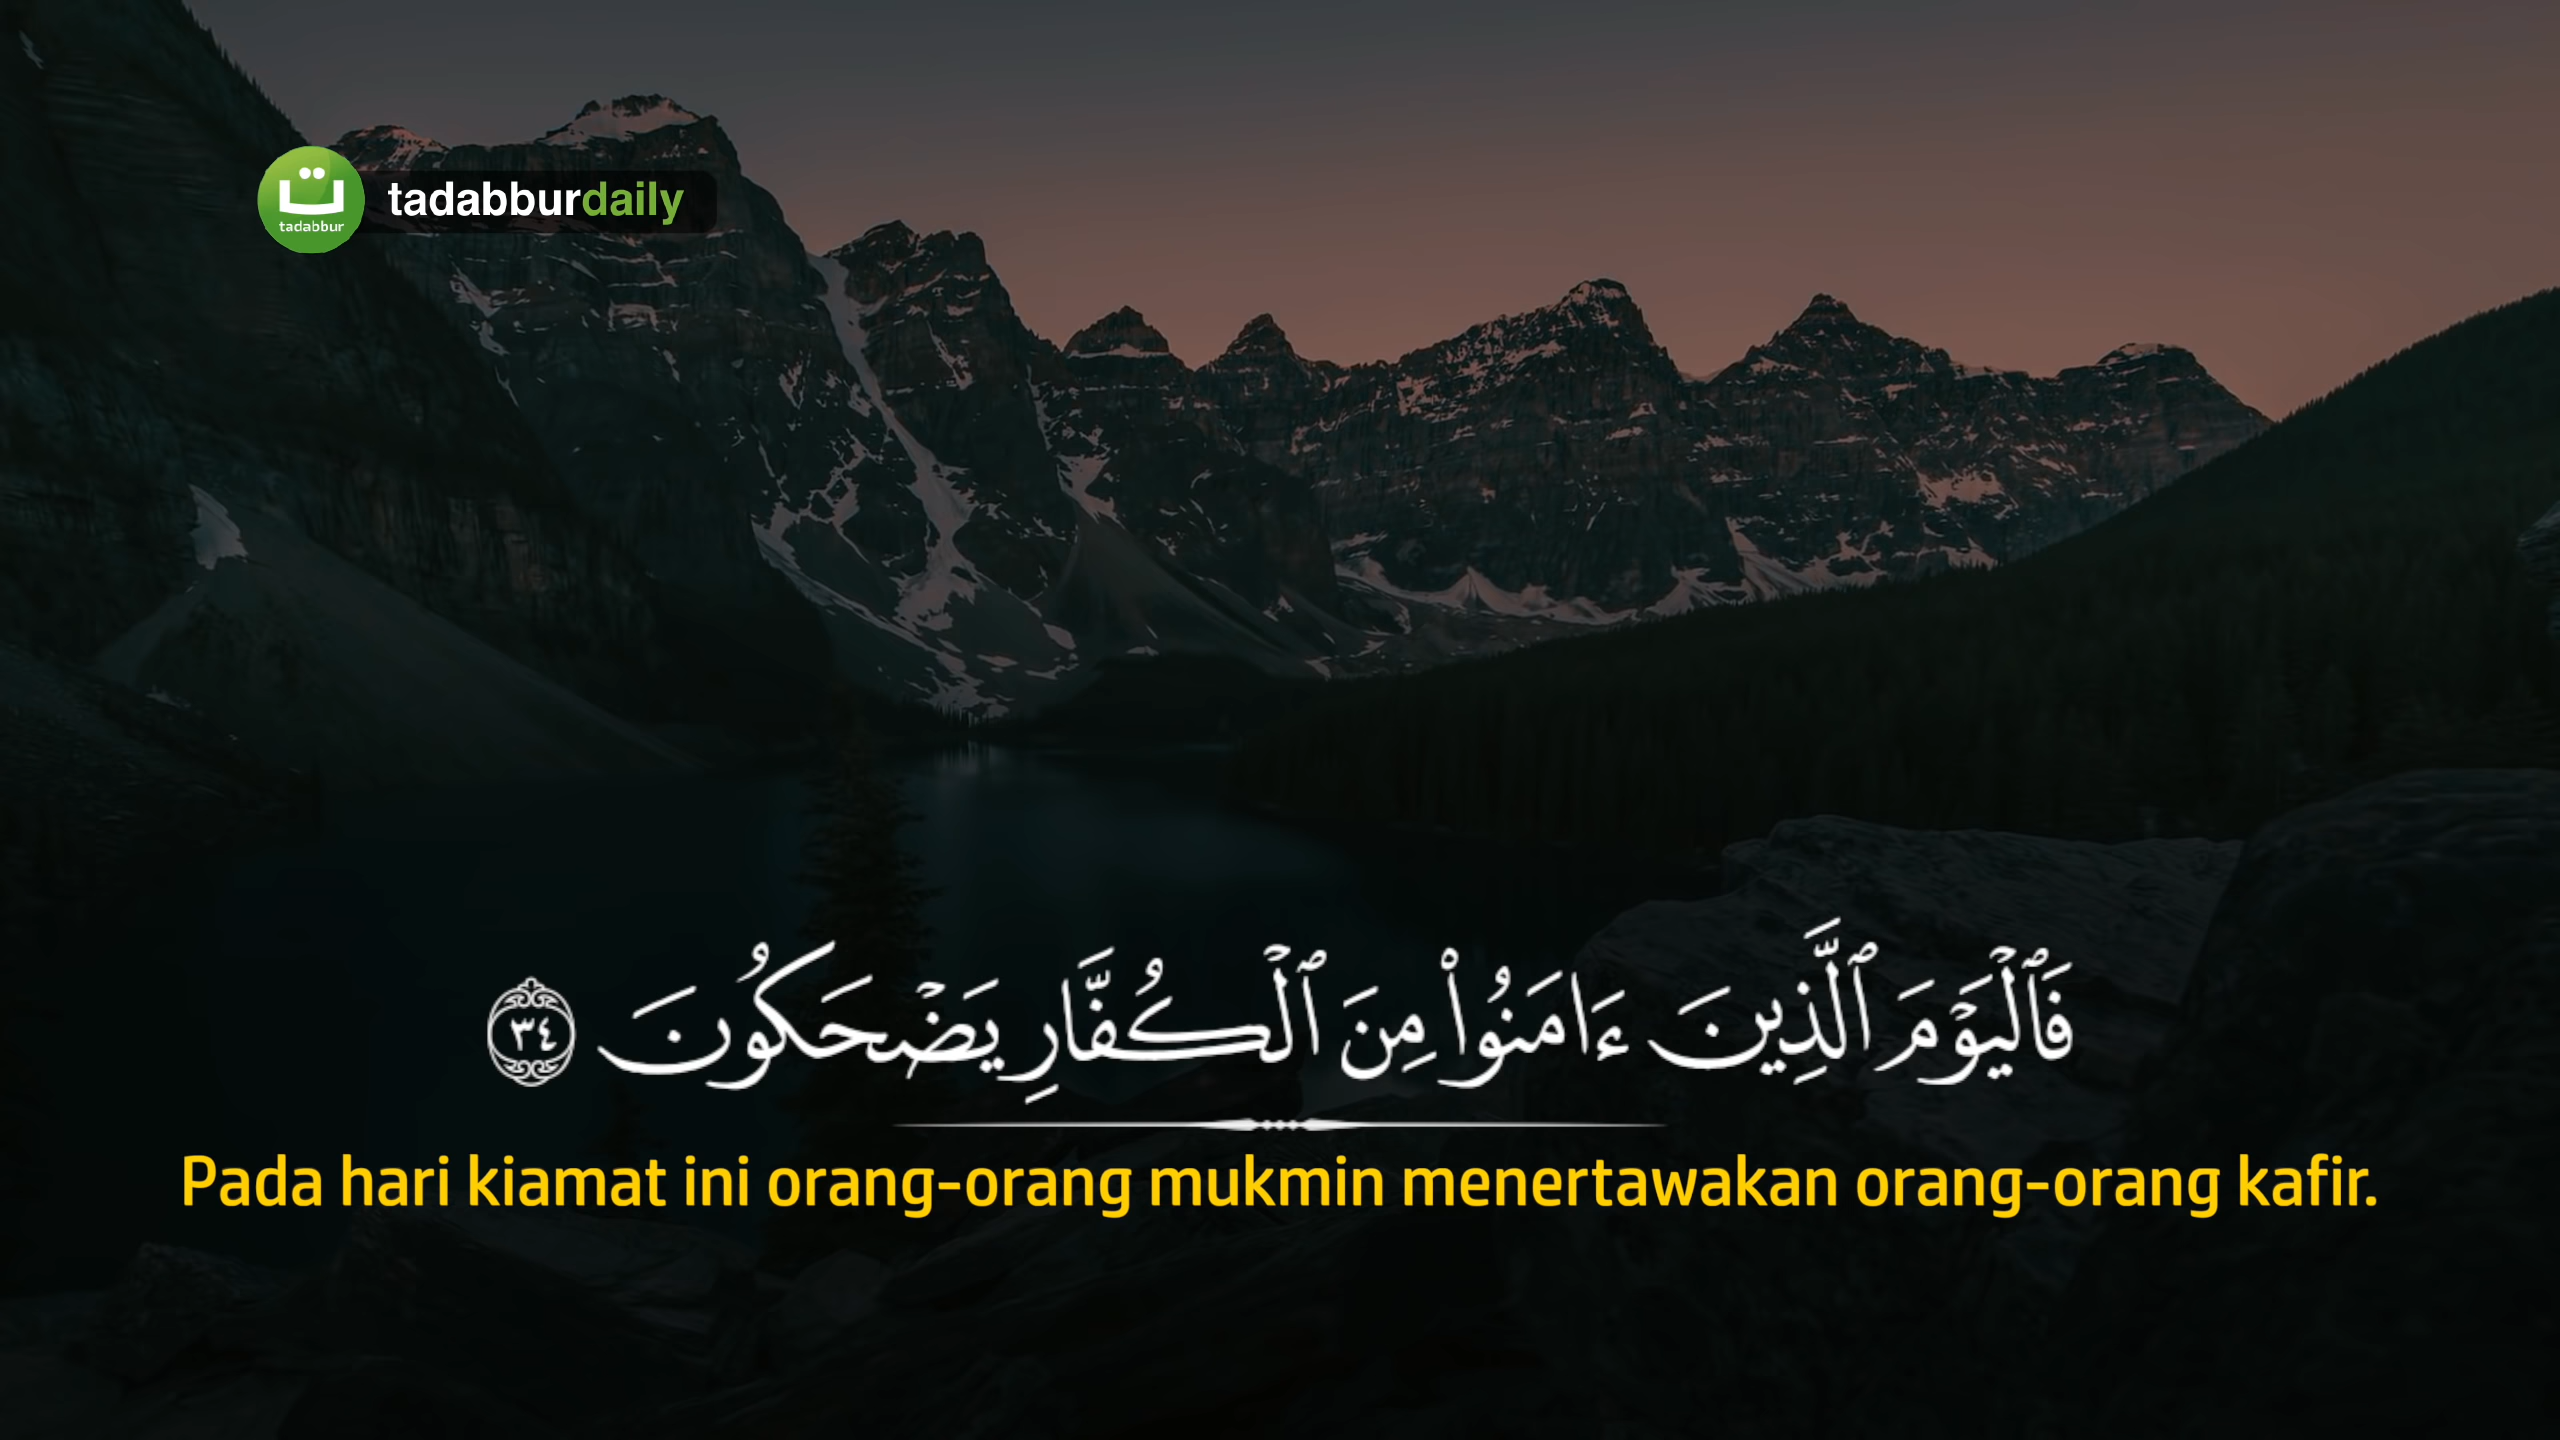 ت
tadabbur
tadabburdaily
فَٱلْيَوْمَ ٱلَّذِينَ ءَامَنُوا۟ مِنَ ٱلْكُفَّارِ يَضْحَكُونَ ٣٤
Pada hari kiamat ini orang-orang mukmin menertawakan orang-orang kafir.